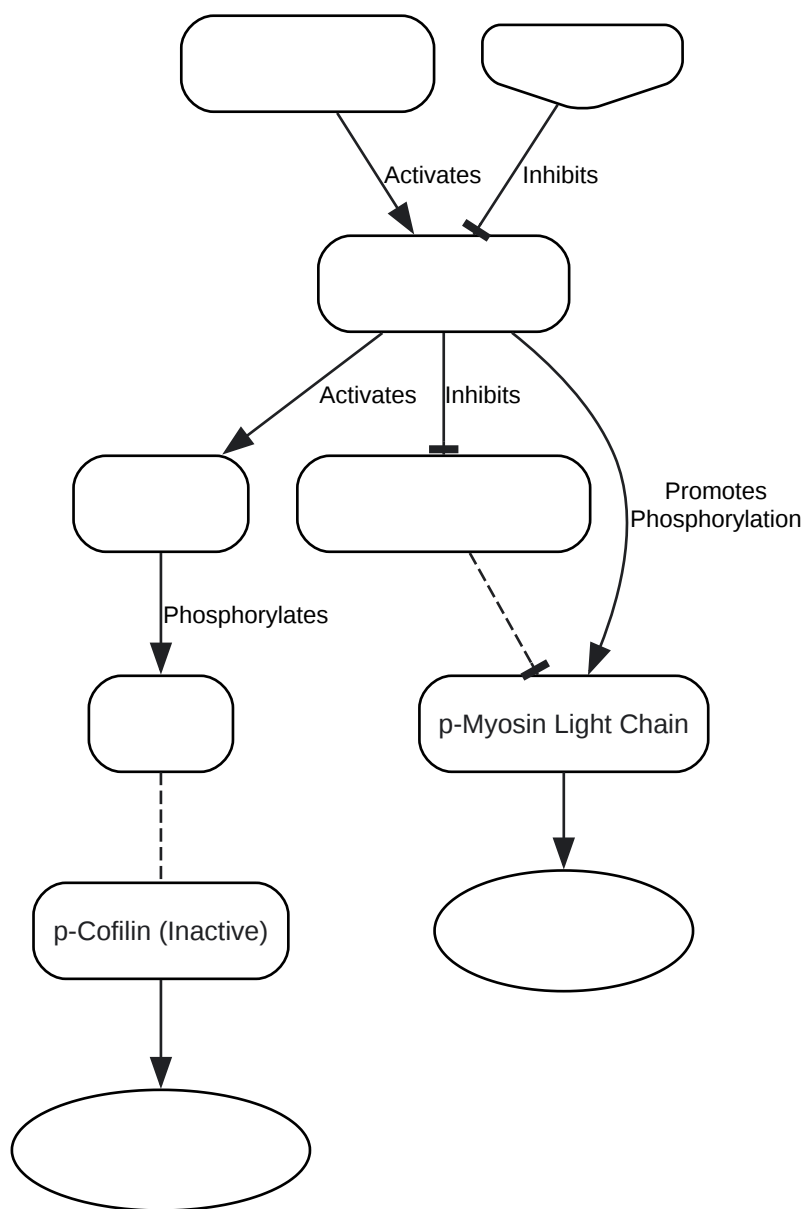 Activates
Inhibits
Activates
Inhibits
Promotes
Phosphorylation
Phosphorylates
p-Myosin Light Chain
p-Cofilin (Inactive)